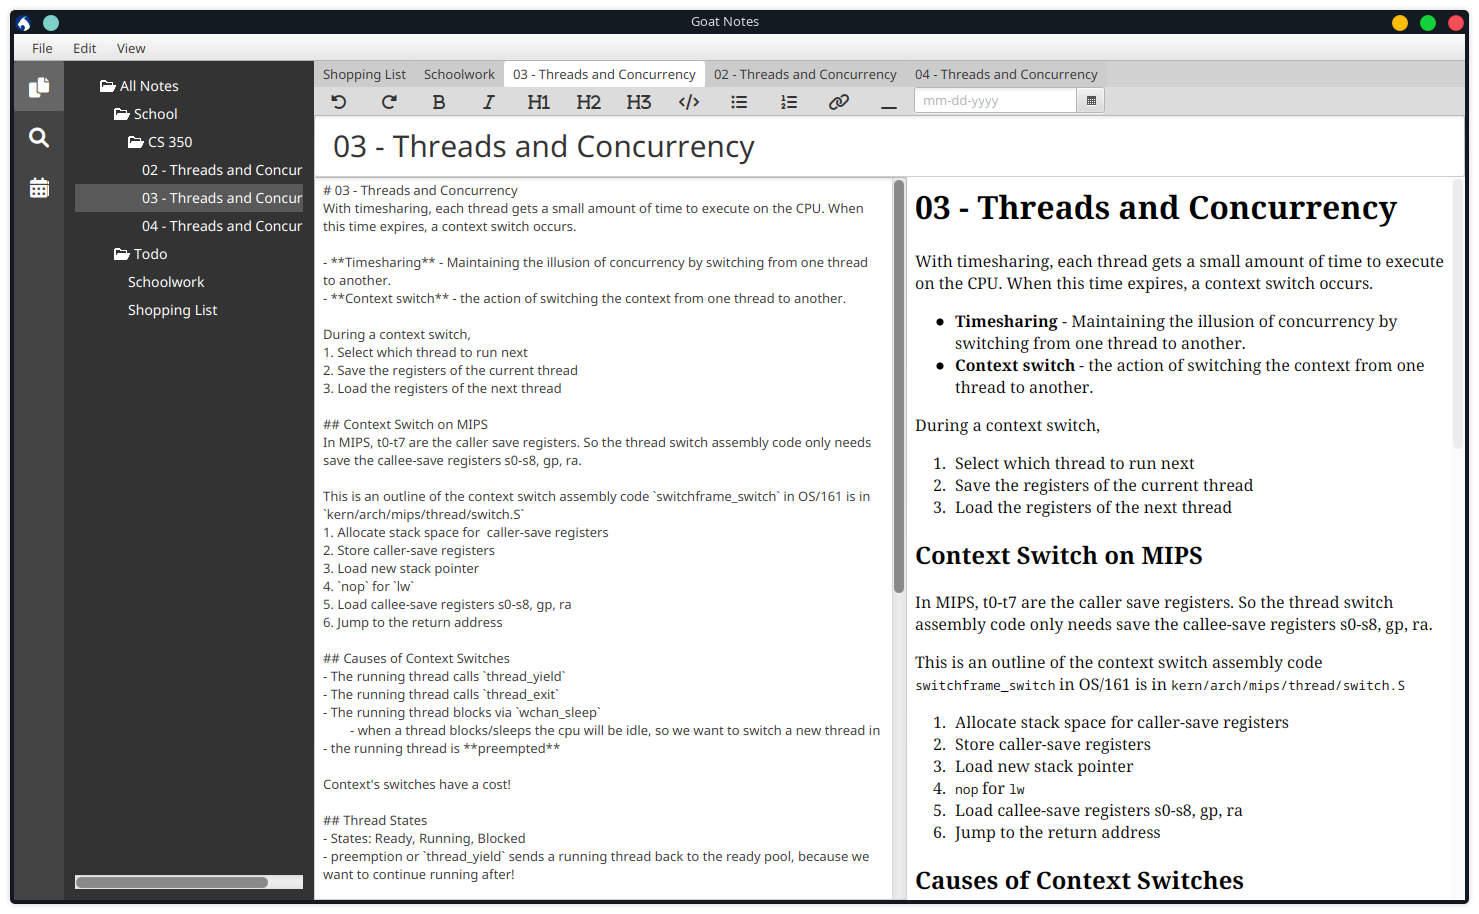 Goat Notes
File Edit View
All Notes
School
CS 350
02 - Threads and Concur
03 - Threads and Concur
04 - Threads and Concur
Todo
Schoolwork
Shopping List
Shopping List Schoolwork 03 - Threads and Concurrency 02 - Threads and Concurrency 04 - Threads and Concurrency
B I H1 H2 H3 </> mm-dd-yyyy
03 - Threads and Concurrency
# 03 - Threads and Concurrency
With timesharing, each thread gets a small amount of time to execute on the CPU. When
this time expires, a context switch occurs.
- **Timesharing** - Maintaining the illusion of concurrency by switching from one thread
to another.
- **Context switch** - the action of switching the context from one thread to another.
During a context switch,
1. Select which thread to run next
2. Save the registers of the current thread
3. Load the registers of the next thread
## Context Switch on MIPS
In MIPS, t0-t7 are the caller save registers. So the thread switch assembly code only needs
save the callee-save registers s0-s8, gp, ra.
This is an outline of the context switch assembly code `switchframe_switch` in OS/161 is in
`kern/arch/mips/thread/switch.S`
1. Allocate stack space for  caller-save registers
2. Store caller-save registers
3. Load new stack pointer
4. `nop` for `lw`
5. Load callee-save registers s0-s8, gp, ra
6. Jump to the return address
## Causes of Context Switches
- The running thread calls `thread_yield`
- The running thread calls `thread_exit`
- The running thread blocks via `wchan_sleep`
- when a thread blocks/sleeps the cpu will be idle, so we want to switch a new thread in
- the running thread is **preempted**
Context's switches have a cost!
## Thread States
- States: Ready, Running, Blocked
- preemption or `thread_yield` sends a running thread back to the ready pool, because we
want to continue running after!
03 - Threads and Concurrency
With timesharing, each thread gets a small amount of time to execute
on the CPU. When this time expires, a context switch occurs.
● Timesharing - Maintaining the illusion of concurrency by
switching from one thread to another.
● Context switch - the action of switching the context from one
thread to another.
During a context switch,
1. Select which thread to run next
2. Save the registers of the current thread
3. Load the registers of the next thread
Context Switch on MIPS
In MIPS, t0-t7 are the caller save registers. So the thread switch
assembly code only needs save the callee-save registers s0-s8, gp, ra.
This is an outline of the context switch assembly code
switchframe_switch in OS/161 is in kern/arch/mips/thread/switch.S
1. Allocate stack space for caller-save registers
2. Store caller-save registers
3. Load new stack pointer
4. nop for lw
5. Load callee-save registers s0-s8, gp, ra
6. Jump to the return address
Causes of Context Switches